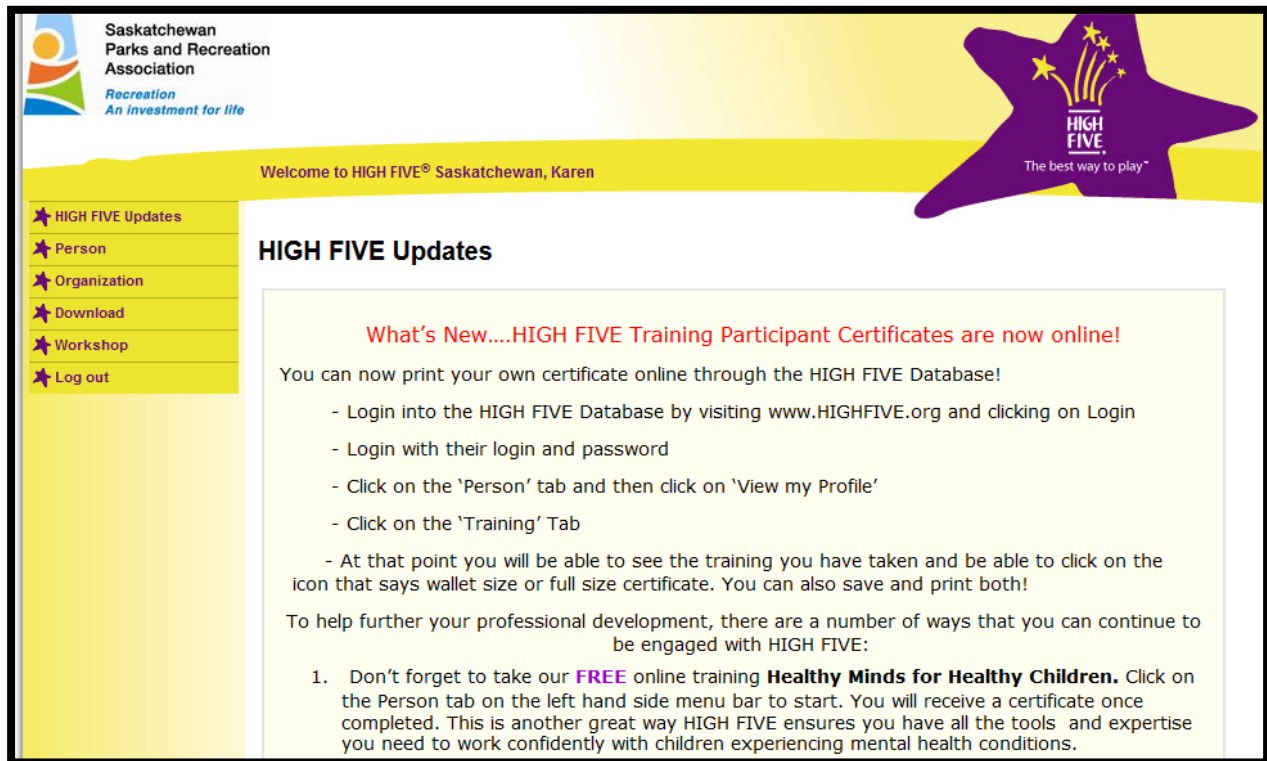 Saskatchewan
Parks and Recreation
Association
Recreation
An investment for life
HIGH
FIVE®
The best way to play™
Welcome to HIGH FIVE® Saskatchewan, Karen
HIGH FIVE Updates
Person
Organization
Download
Workshop
Log out
HIGH FIVE Updates
What's New....HIGH FIVE Training Participant Certificates are now online!
You can now print your own certificate online through the HIGH FIVE Database!
- Login into the HIGH FIVE Database by visiting www.HIGHFIVE.org and clicking on Login
- Login with their login and password
- Click on the ‘Person’ tab and then click on ‘View my Profile’
- Click on the ‘Training’ Tab
- At that point you will be able to see the training you have taken and be able to click on the
icon that says wallet size or full size certificate. You can also save and print both!
To help further your professional development, there are a number of ways that you can continue to
be engaged with HIGH FIVE:
1. Don’t forget to take our FREE online training Healthy Minds for Healthy Children. Click on
the Person tab on the left hand side menu bar to start. You will receive a certificate once
completed. This is another great way HIGH FIVE ensures you have all the tools and expertise
you need to work confidently with children experiencing mental health conditions.